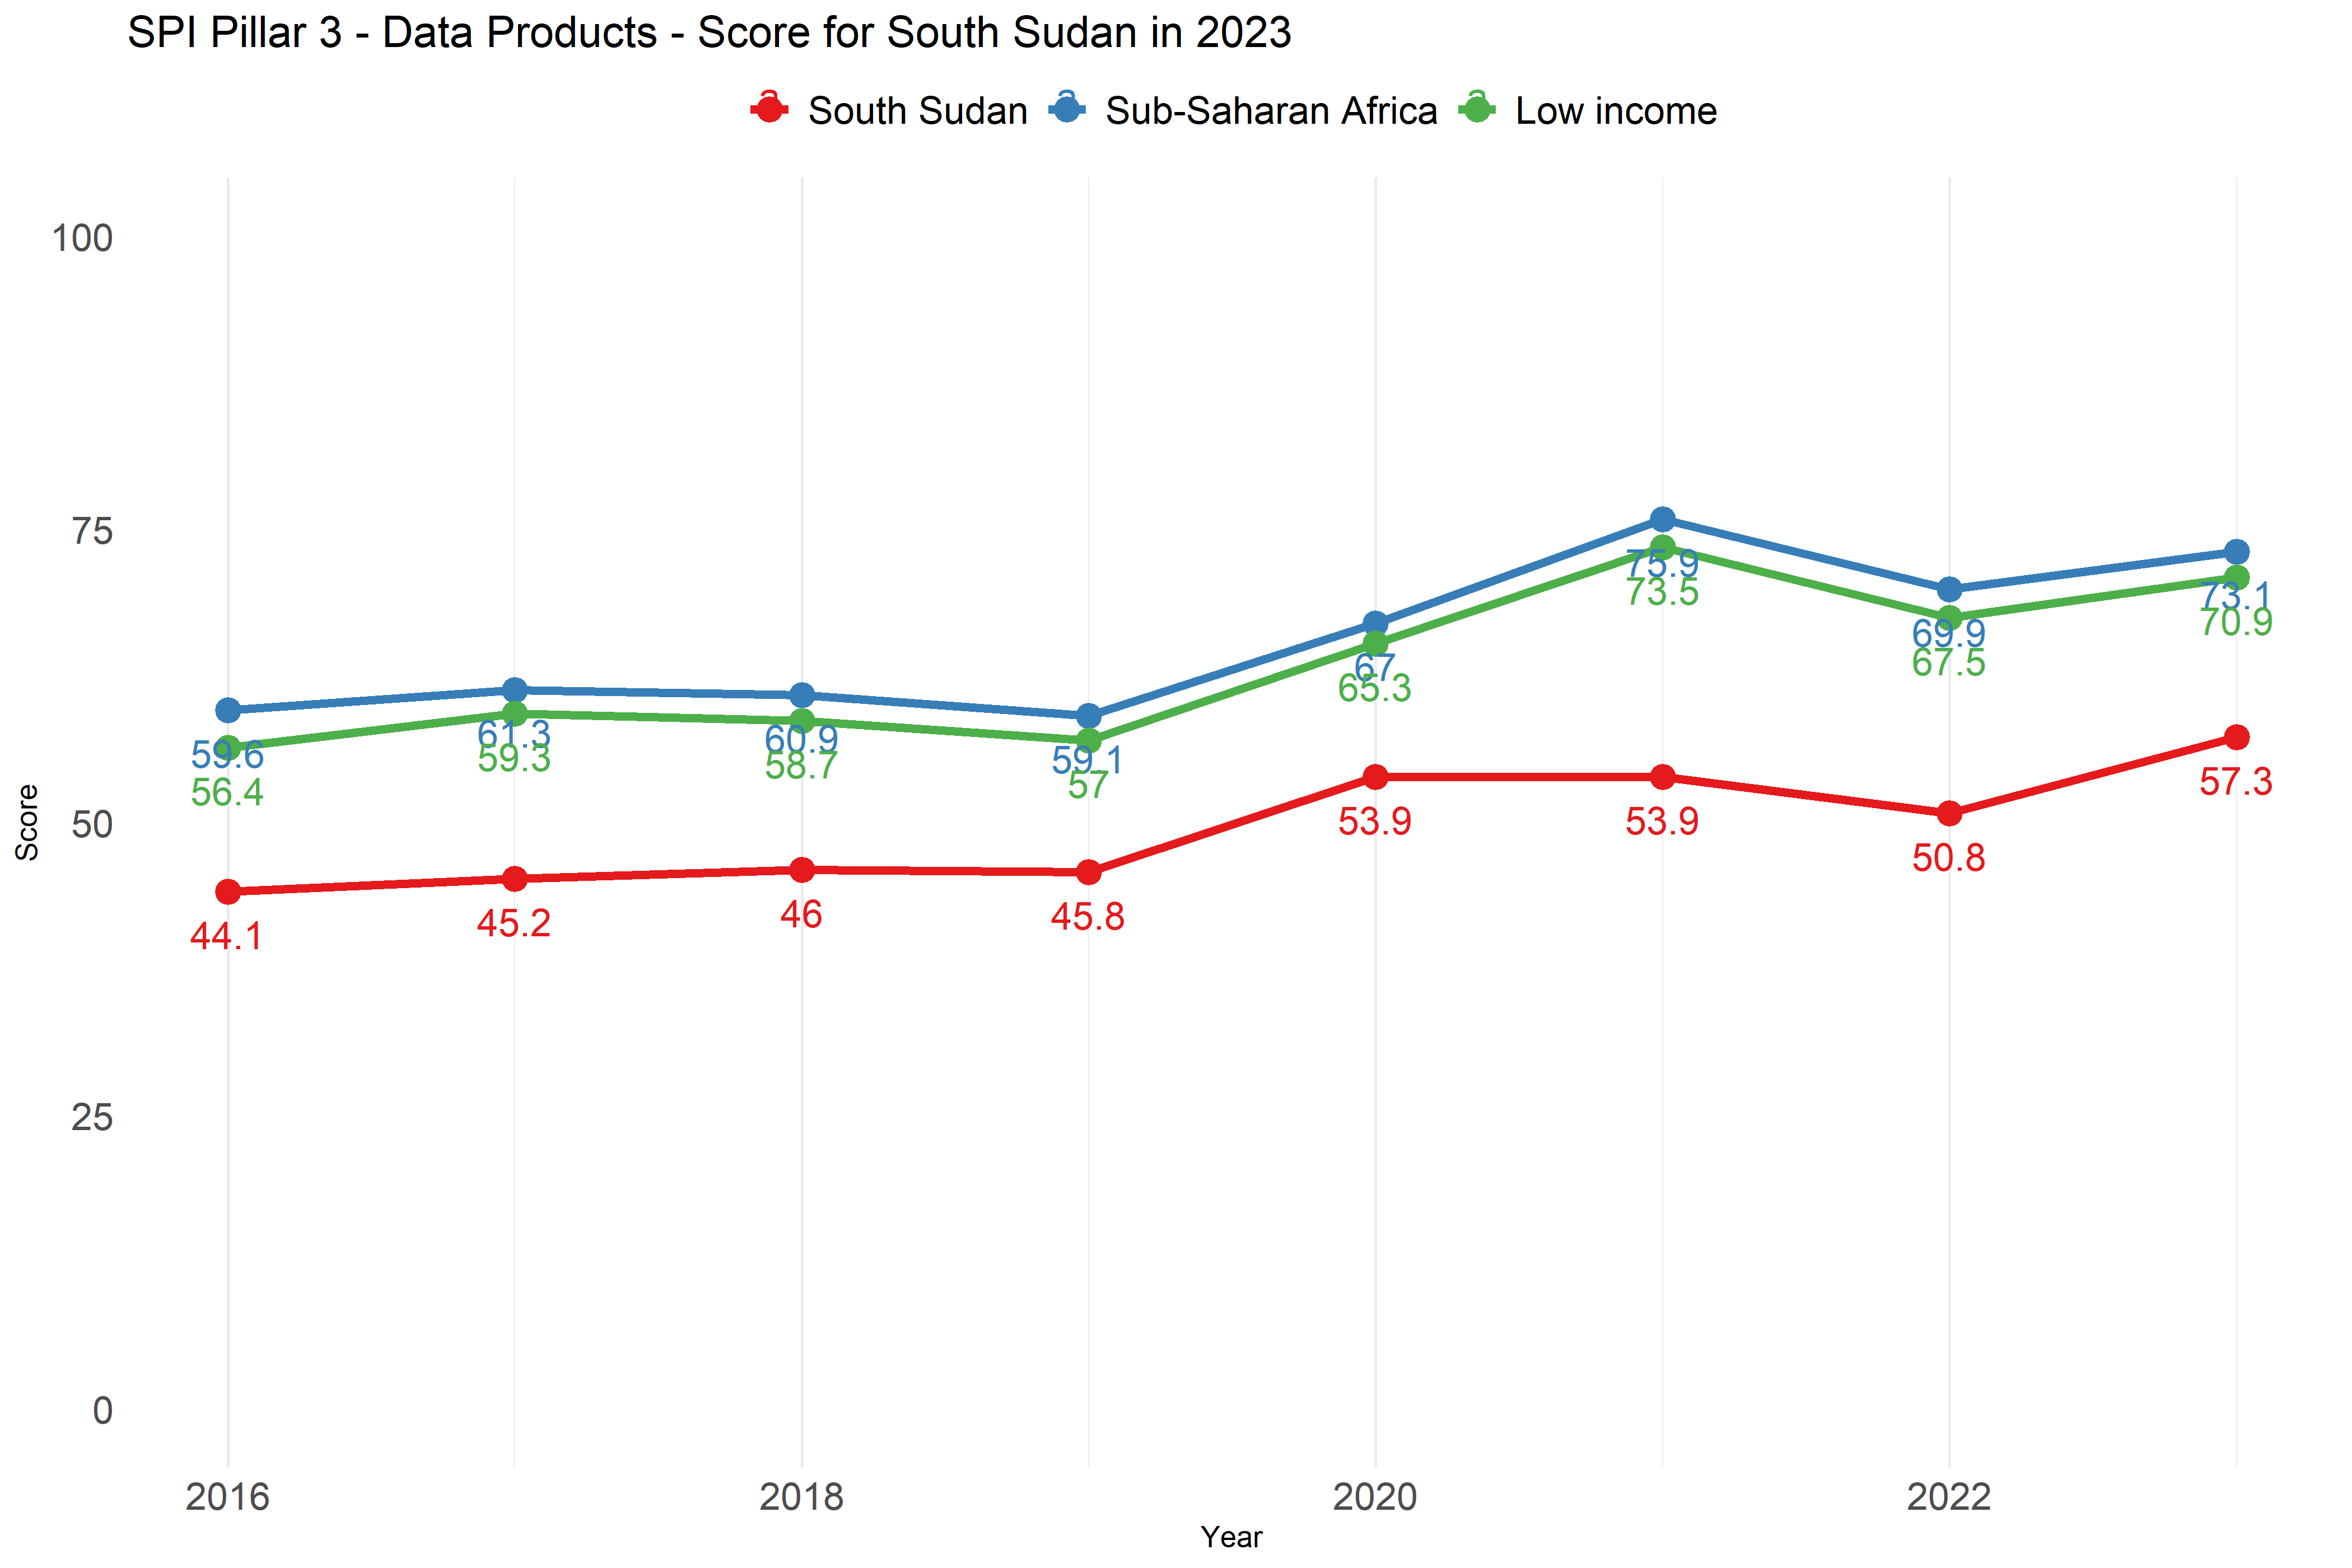 SPI Pillar 3 - Data Products - Score for South Sudan in 2023
South Sudan Sub-Saharan Africa Low income
100
75
50
25
0
Score
59.6 61.3 60.9 59.1 67 75.9 69.9 73.1
56.4 59.3 58.7 57 65.3 73.5 67.5 70.9
44.1 45.2 46 45.8 53.9 53.9 50.8 57.3
2016 2018 2020 2022
Year